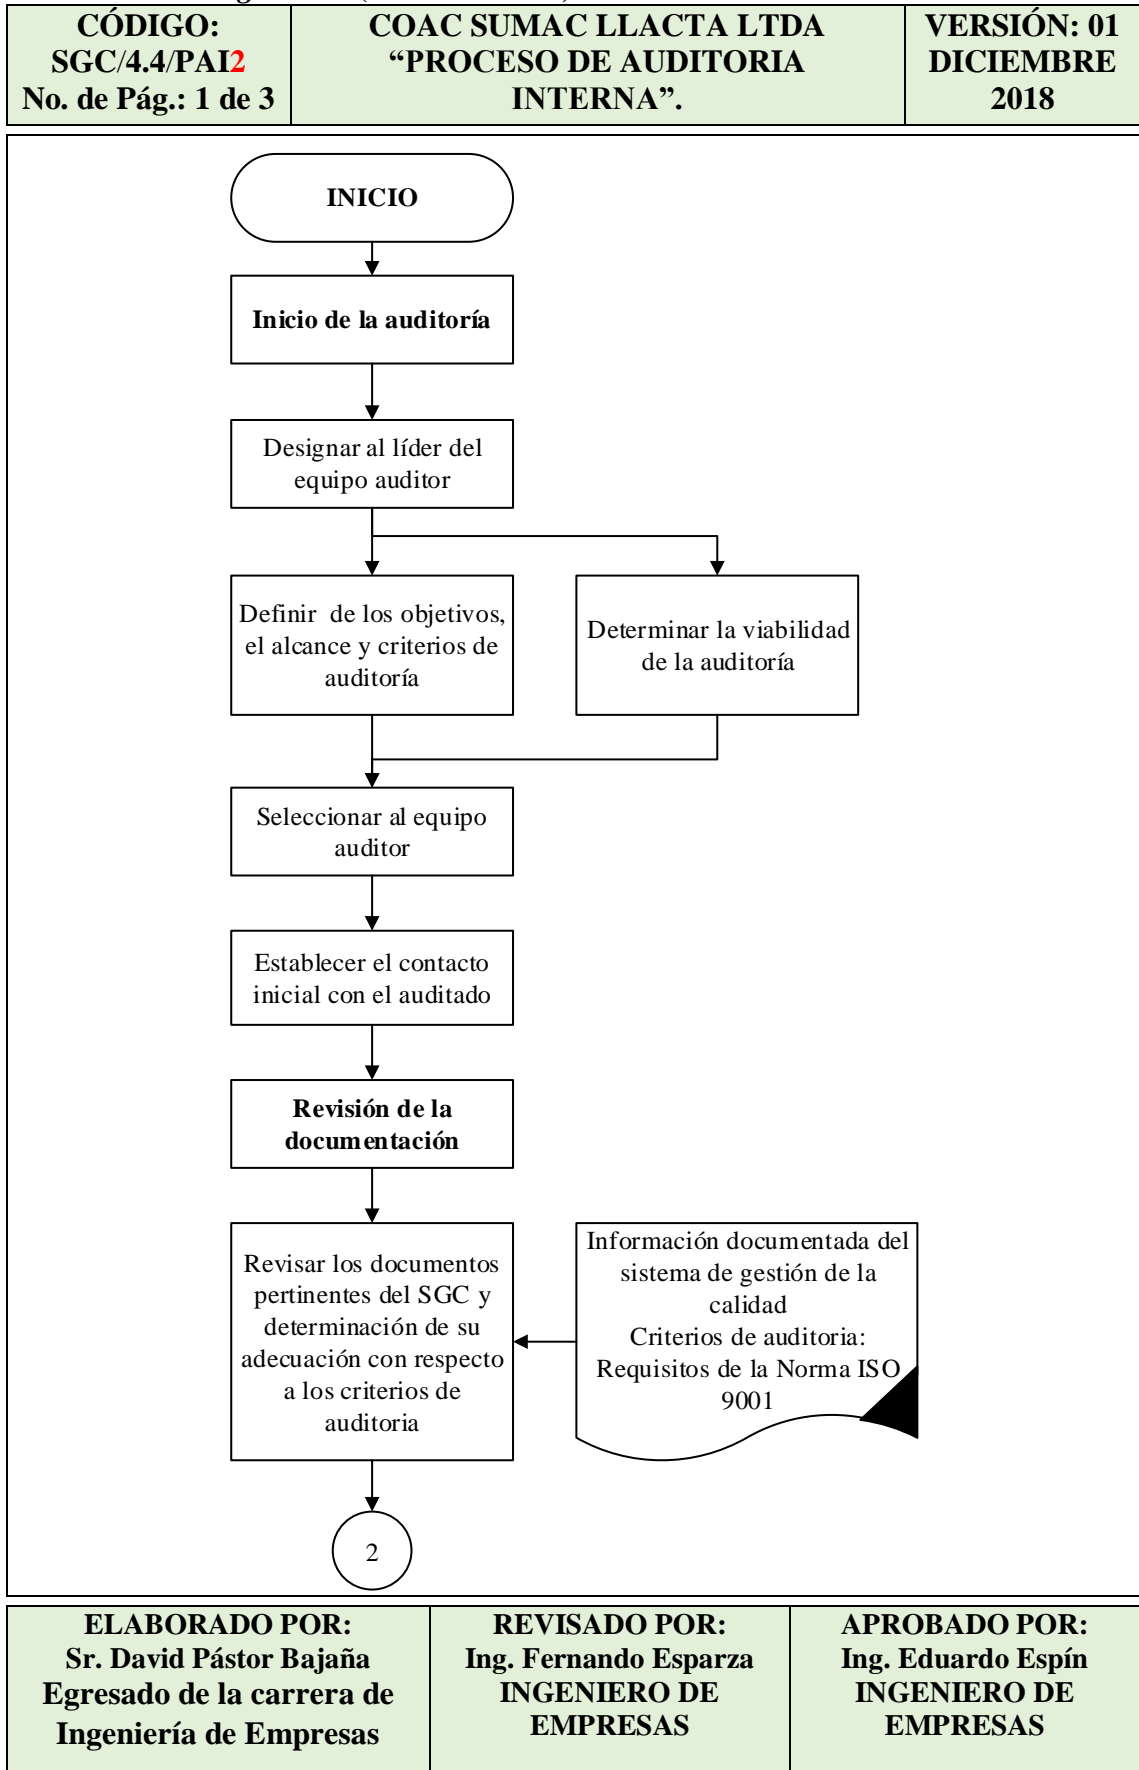 CÓDIGO:
SGC/4.4/PAI2
No. de Pág.: 1 de 3
COAC SUMAC LLACTA LTDA
“PROCESO DE AUDITORIA
INTERNA”.
VERSIÓN: 01
DICIEMBRE
2018
INICIO
Inicio de la auditoría
Designar al líder del
equipo auditor
Definir de los objetivos,
el alcance y criterios de
auditoría
Determinar la viabilidad
de la auditoría
Seleccionar al equipo
auditor
Establecer el contacto
inicial con el auditado
Revisión de la
documentación
Revisar los documentos
pertinentes del SGC y
determinación de su
adecuación con respecto
a los criterios de
auditoria
Información documentada del
sistema de gestión de la
calidad
Criterios de auditoria:
Requisitos de la Norma ISO
9001
2
ELABORADO POR:
Sr. David Pástor Bajaña
Egresado de la carrera de
Ingeniería de Empresas
REVISADO POR:
Ing. Fernando Esparza
INGENIERO DE
EMPRESAS
APROBADO POR:
Ing. Eduardo Espín
INGENIERO DE
EMPRESAS